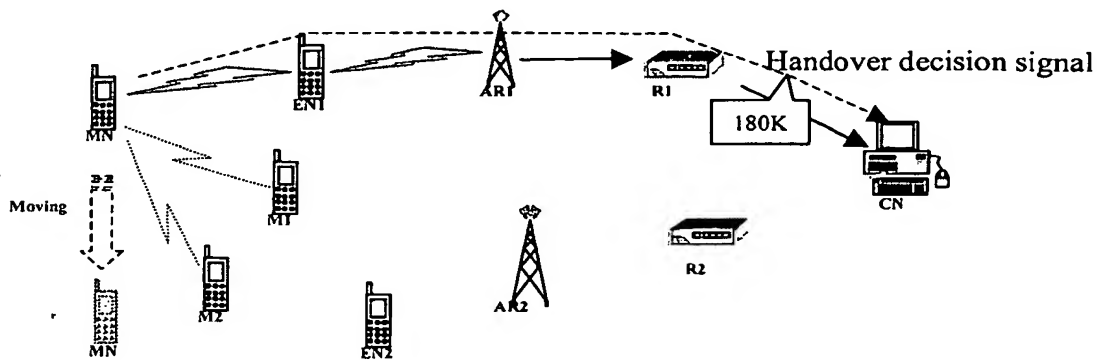 AR1
R1
Handover decision signal
EN1
180K
MN
M1
CN
Moving
R2
M2
AR2
MN
EN2